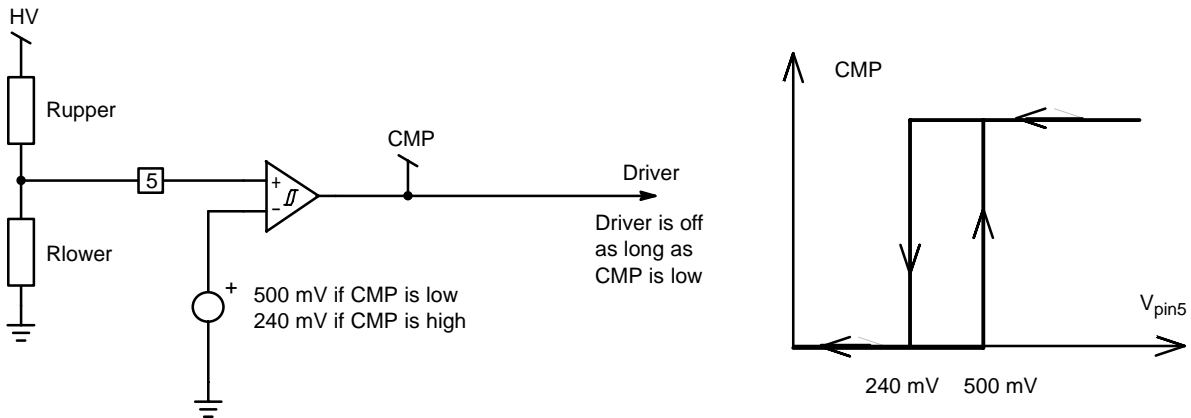 HV
Rupper
5
+
−
Rlower
+
500 mV if CMP is low
240 mV if CMP is high
CMP
Driver
Driver is off
as long as
CMP is low
CMP
Vpin5
240 mV
500 mV